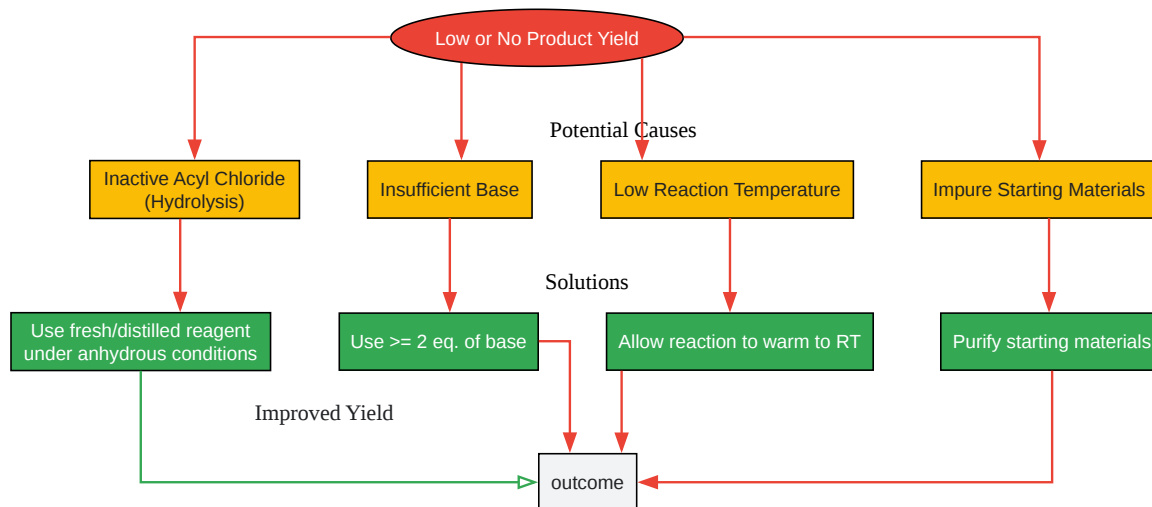 Low or No Product Yield
Potential Causes
Inactive Acyl Chloride
(Hydrolysis)
Insufficient Base
Low Reaction Temperature
Impure Starting Materials
Solutions
Use fresh/distilled reagent
under anhydrous conditions
Use >= 2 eq. of base
Allow reaction to warm to RT
Purify starting materials
Improved Yield
outcome